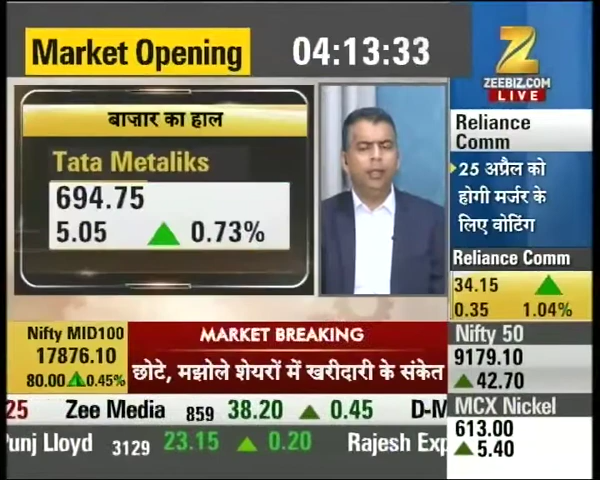 Market Opening
04:13:33
ZEEBIZ.COM
LIVE
बाज़ार का हाल
Tata Metaliks
694.75
5.05 0.73%
Reliance
Comm
25 अप्रैल को
होगी मर्जर के
लिए वोटिंग
Reliance Comm
34.15
0.35 1.04%
Nifty MID100
17876.10
80.00 0.45%
MARKET BREAKING
छोटे, मझोले शेयरों में खरीदारी के संकेत
Nifty 50
9179.10
42.70
MCX Nickel
613.00
5.40
25 Zee Media 859 38.20 0.45 D-M
Punj Lloyd 3129 23.15 0.20 Rajesh Exp